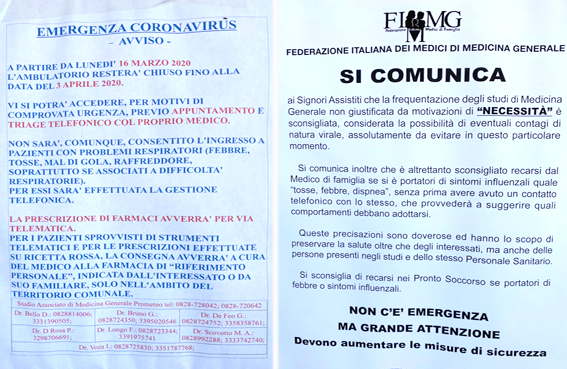 EMERGENZA CORONAVIRUS
- AVVISO -
A PARTIRE DA LUNEDI' 16 MARZO 2020
L'AMBULATORIO RESTERA' CHIUSO FINO ALLA
DATA DEL 3 APRILE 2020.
VI SI POTRA' ACCEDERE, PER MOTIVI DI
COMPROVATA URGENZA, PREVIO APPUNTAMENTO E
TRIAGE TELEFONICO COL PROPRIO MEDICO.
NON SARA', COMUNQUE, CONSENTITO L'INGRESSO A
PAZIENTI CON PROBLEMI RESPIRATORI (FEBBRE,
TOSSE, MAL DI GOLA, RAFFREDDORE,
SOPRATTUTTO SE ASSOCIATI A DIFFICOLTA'
RESPIRATORIE).
PER ESSI SARA' EFFETTUATA LA GESTIONE
TELEFONICA.
LA PRESCRIZIONE DI FARMACI AVVERRA' PER VIA
TELEMATICA.
PER I PAZIENTI SPROVVISTI DI STRUMENTI
TELEMATICI E PER LE PRESCRIZIONI EFFETTUATE
SU RICETTA ROSSA, LA CONSEGNA AVVERRA' A CURA
DEL MEDICO ALLA FARMACIA DI "RIFERIMENTO
PERSONALE", INDICATA DALL'INTERESSATO O DA
SUO FAMILIARE, SOLO NELL'AMBITO DEL
TERRITORIO COMUNALE.
Studio Associato di Medicina Generale Prometeo tel: 0828-728042; 0828-720642
Dr. Bello D.: 0828814006; 3331390505;
Dr. Bruno G.: 0828724350; 3395020546
Dr. De Feo G.: 0828724752; 3358358761;
Dr. D Rosa P.: 3298706691;
Dr. Longo F.: 0828723344; 3391975741
Dr. Scovotto M. A.: 0828992288; 3333742740;
Dr. Voza L.: 0828725830; 3351787768;
FIMMG
Federazione Italiana Medici di Famiglia
FEDERAZIONE ITALIANA DEI MEDICI DI MEDICINA GENERALE
SI COMUNICA
ai Signori Assistiti che la frequentazione degli studi di Medicina
Generale non giustificata da motivazioni di "NECESSITÀ" è
sconsigliata, considerata la possibilità di eventuali contagi di
natura virale, assolutamente da evitare in questo particolare
momento.
Si comunica inoltre che è altrettanto sconsigliato recarsi dal
Medico di famiglia se si è portatori di sintomi influenzali quale
"tosse, febbre, dispnea", senza prima avere avuto un contatto
telefonico con lo stesso, che provvederà a suggerire quali
comportamenti debbano adottarsi.
Queste precisazioni sono doverose ed hanno lo scopo di
preservare la salute oltre che degli interessati, ma anche delle
persone presenti negli studi e dello stesso Personale Sanitario.
Si sconsiglia di recarsi nei Pronto Soccorso se portatori di
febbre o sintomi influenzali.
NON C'E' EMERGENZA
MA GRANDE ATTENZIONE
Devono aumentare le misure di sicurezza